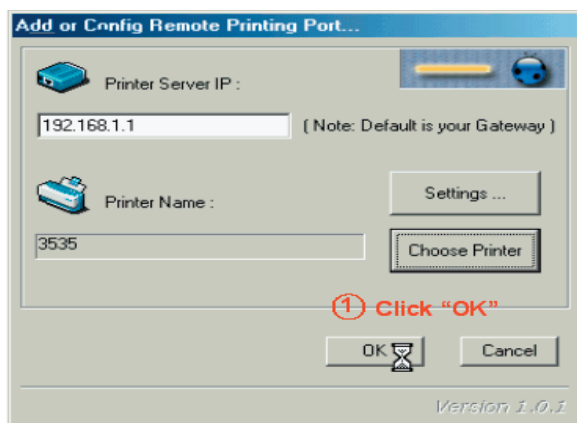 Add or Config Remote Printing Port...
Printer Server IP :
192.168.1.1
( Note: Default is your Gateway )
Printer Name :
Settings ...
3535
Choose Printer
1 Click “OK”
OK
Cancel
Version 1.0.1